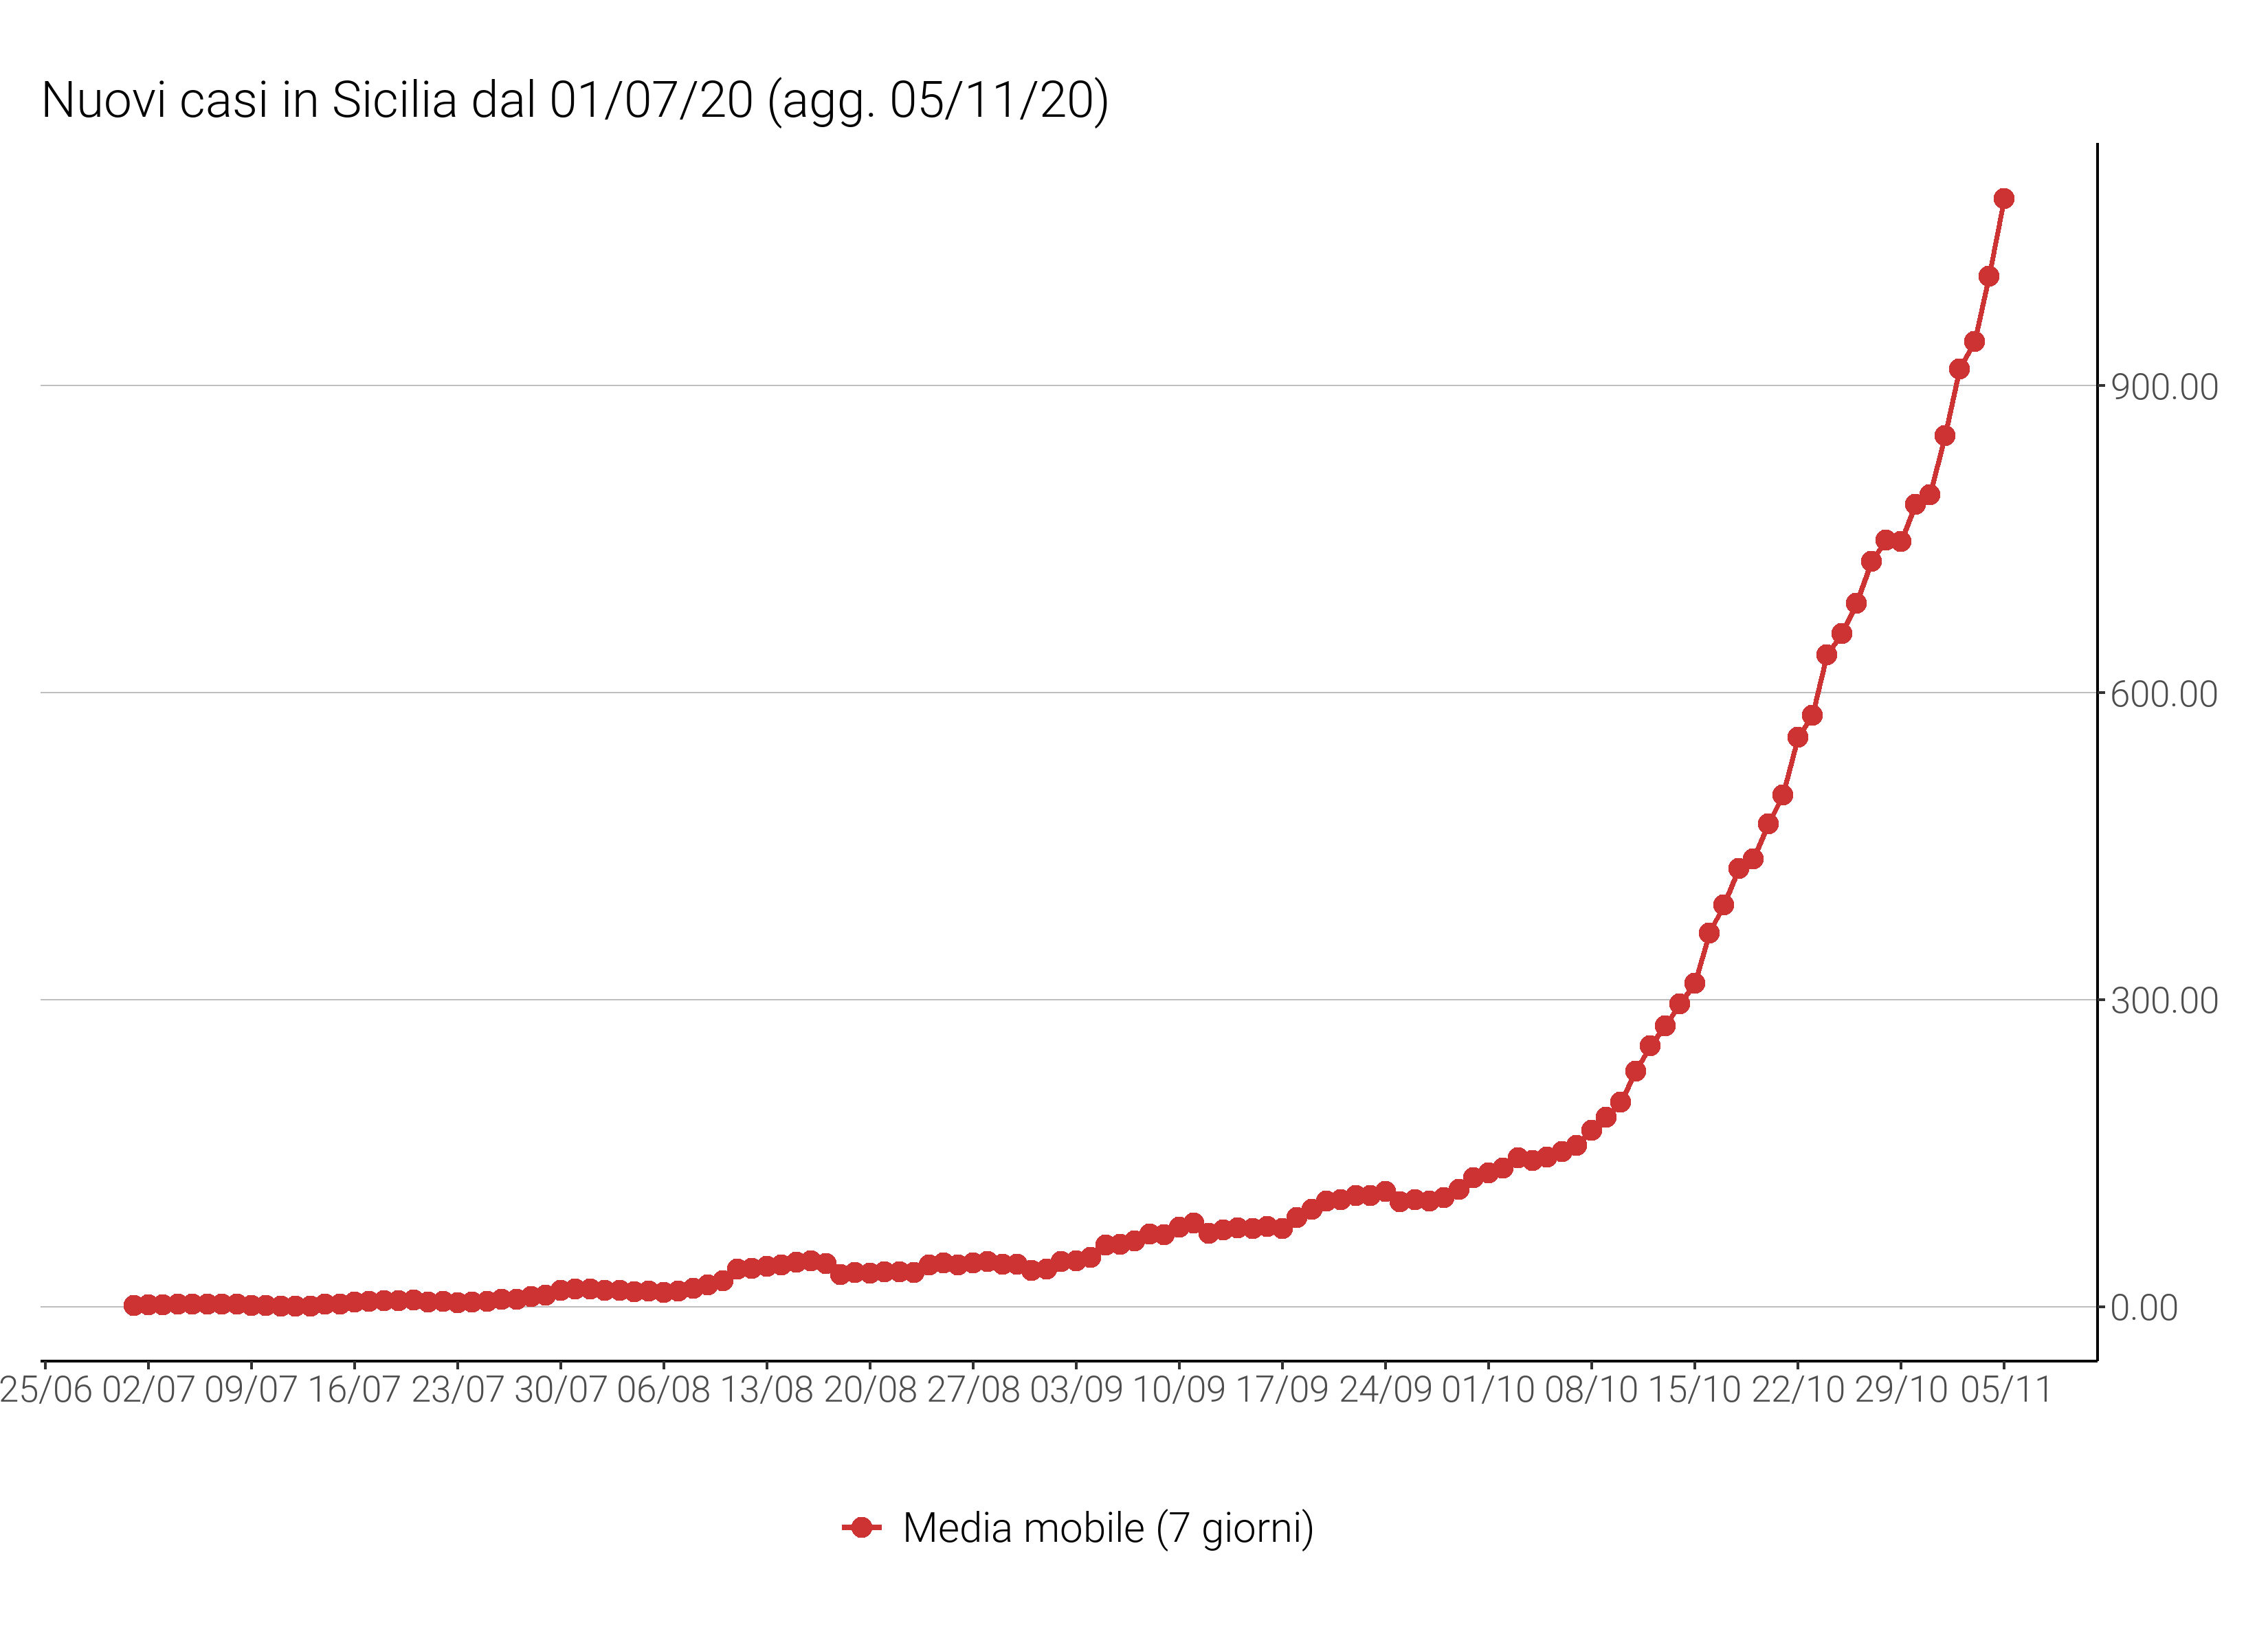 Nuovi casi in Sicilia dal 01/07/20 (agg. 05/11/20)
900.00
600.00
300.00
0.00
25/06 02/07 09/07 16/07 23/07 30/07 06/08 13/08 20/08 27/08 03/09 10/09 17/09 24/09 01/10 08/10 15/10 22/10 29/10 05/11
Media mobile (7 giorni)